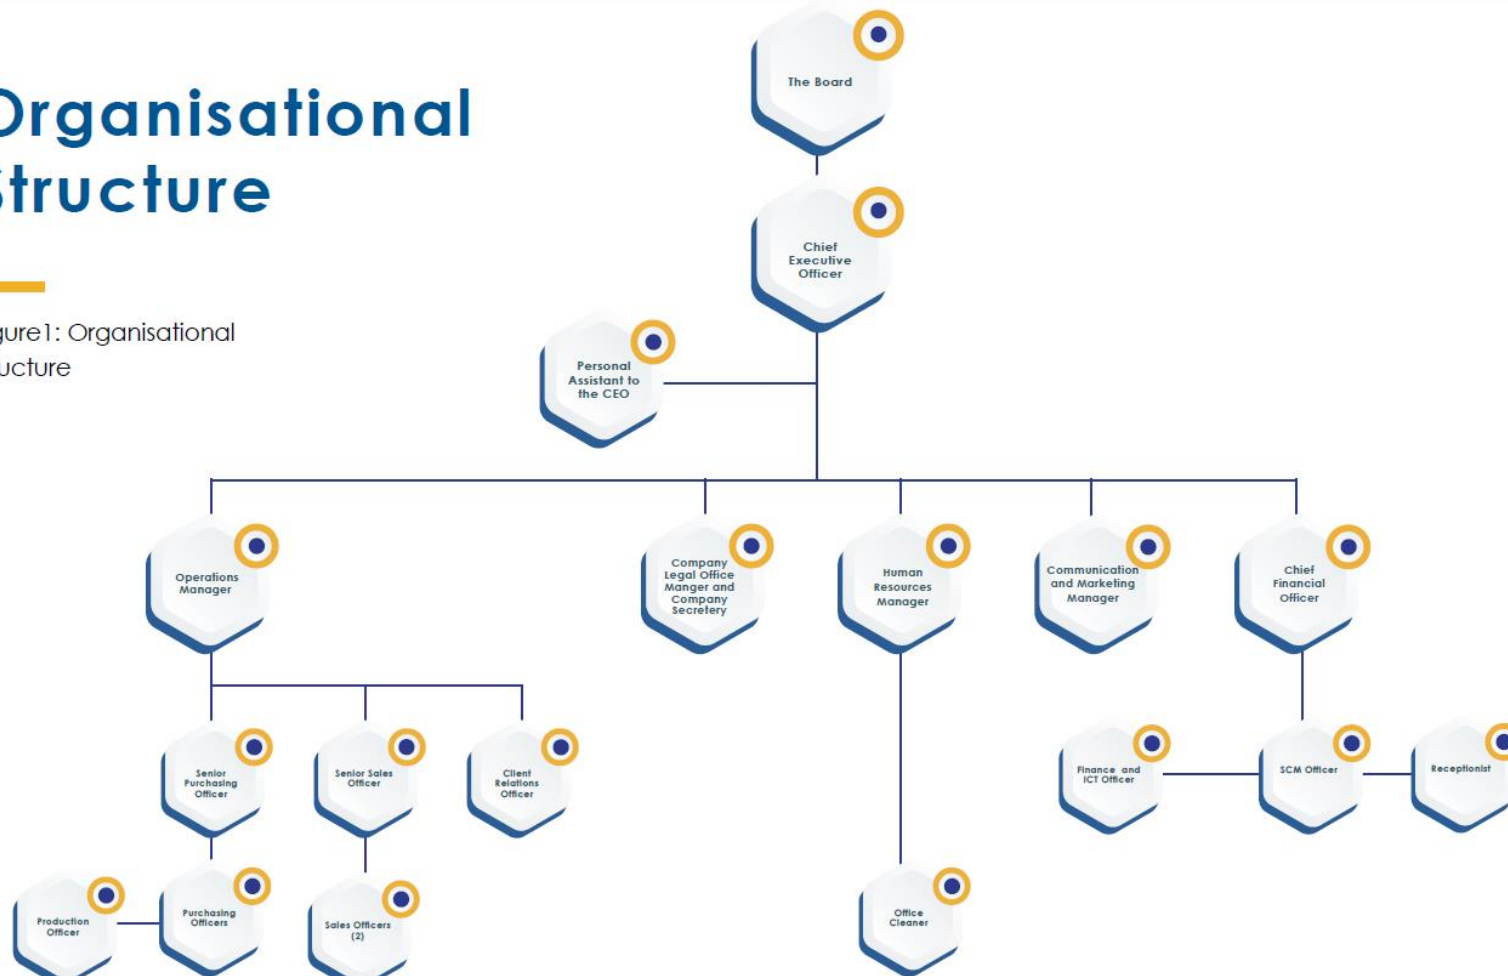 Organisational
Structure
gure1: Organisational
ucture
The Board
Chief
Executive
Officer
Personal
Assistant to
the CEO
Operations
Manager
Company
Legal Office
Manger and
Company
Secretery
Human
Resources
Manager
Communication
and Marketing
Manager
Chief
Financial
Officer
Senior
Purchasing
Officer
Senior Sales
Officer
Client
Relations
Officer
Finance and
ICT Officer
SCM Officer
Receptionist
Production
Officer
Purchasing
Officers
Sales Officers
(2)
Office
Cleaner